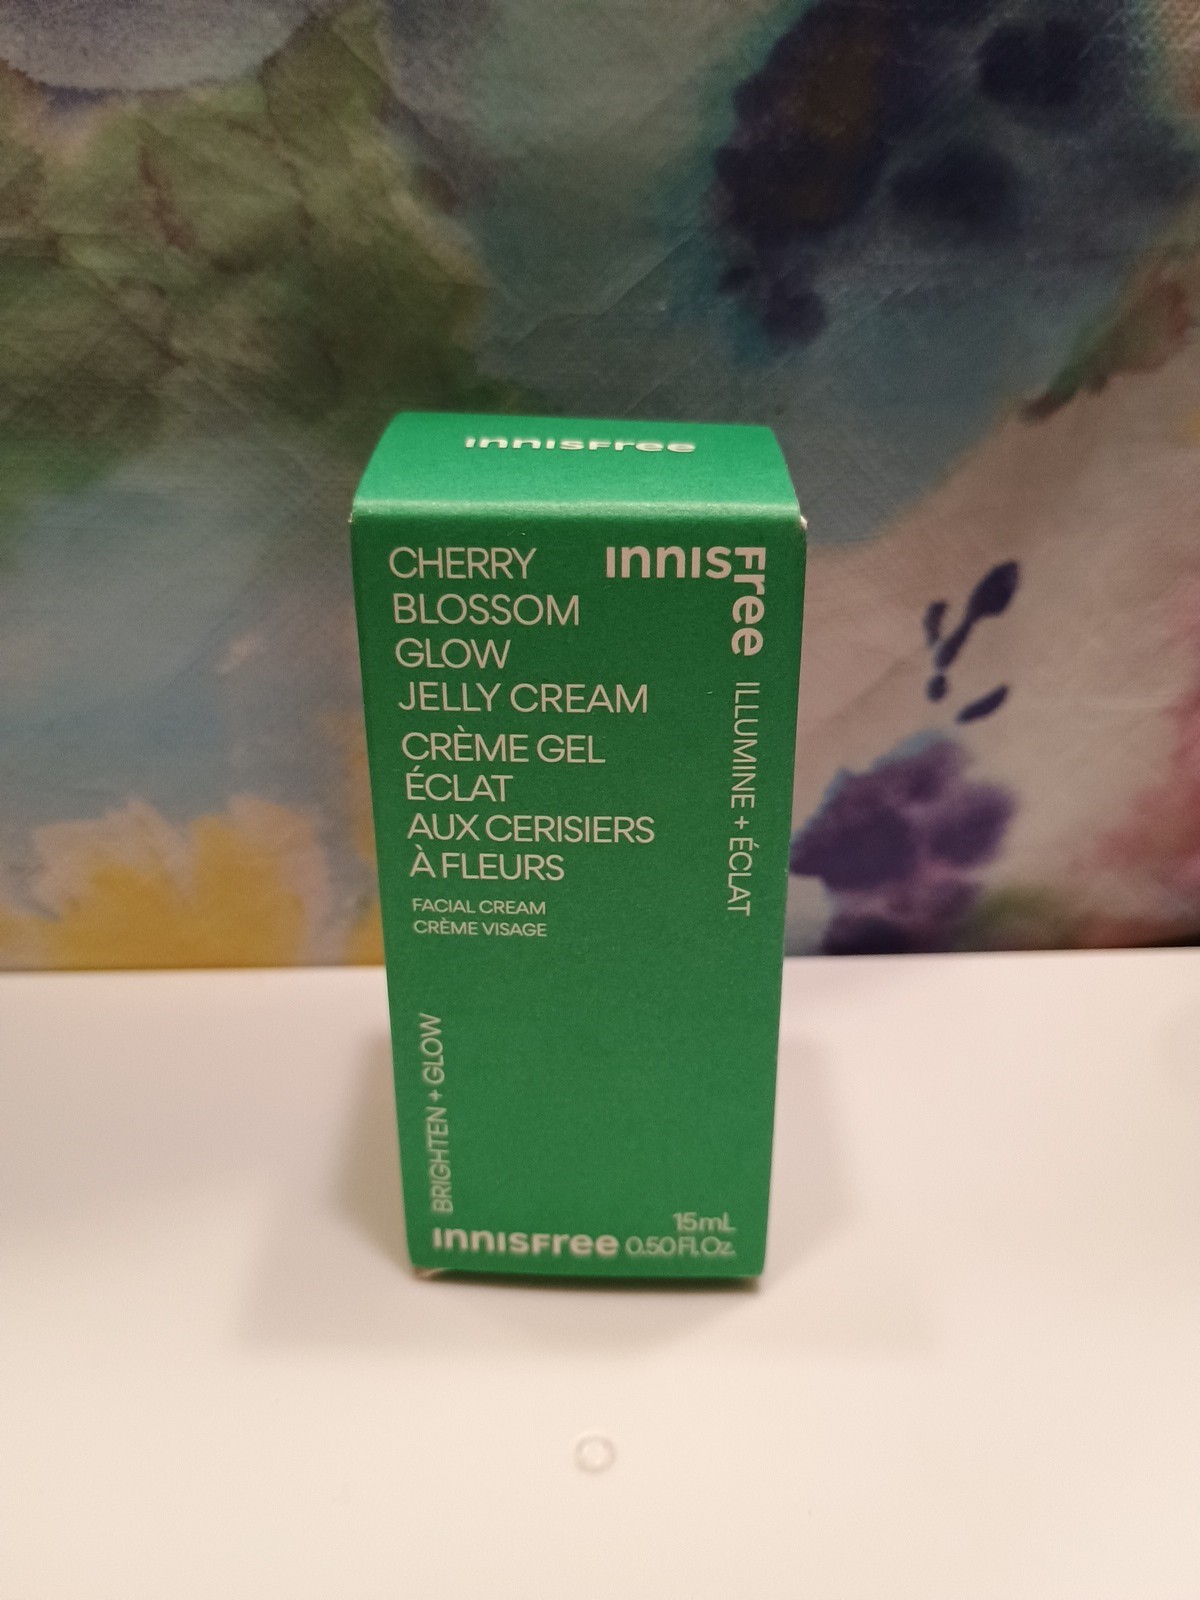 INNISFree
CHERRY
BLOSSOM
GLOW
JELLY CREAM
INNISFree
ILLUMINE + ÉCLAT
CRÈME GEL
ÉCLAT
AUX CERISIERS
À FLEURS
FACIAL CREAM
CRÈME VISAGE
BRIGHTEN + GLOW
INNISFree
15mL
0.50 Fl. Oz.